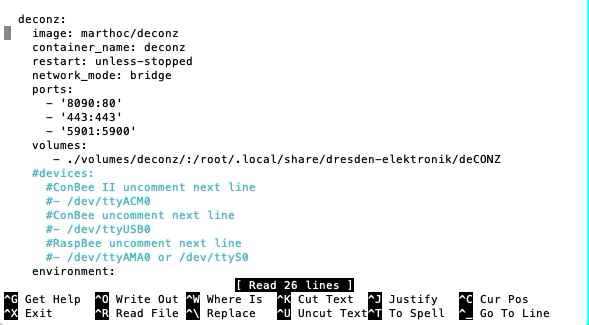 deconz:
image: marthoc/deconz
container_name: deconz
restart: unless-stopped
network_mode: bridge
ports:
- '8090:80'
- '443:443'
- '5901:5900'
volumes:
- ./volumes/deconz/:/root/.local/share/dresden-elektronik/deCONZ
#devices:
#ConBee II uncomment next line
#- /dev/ttyACM0
#ConBee uncomment next line
#- /dev/ttyUSB0
#RaspBee uncomment next line
#- /dev/ttyAMA0 or /dev/ttyS0
environment:
[ Read 26 lines ]
^G Get Help ^O Write Out ^W Where Is ^K Cut Text ^J Justify ^C Cur Pos
^X Exit ^R Read File ^\ Replace ^U Uncut Text^T To Spell ^_ Go To Line